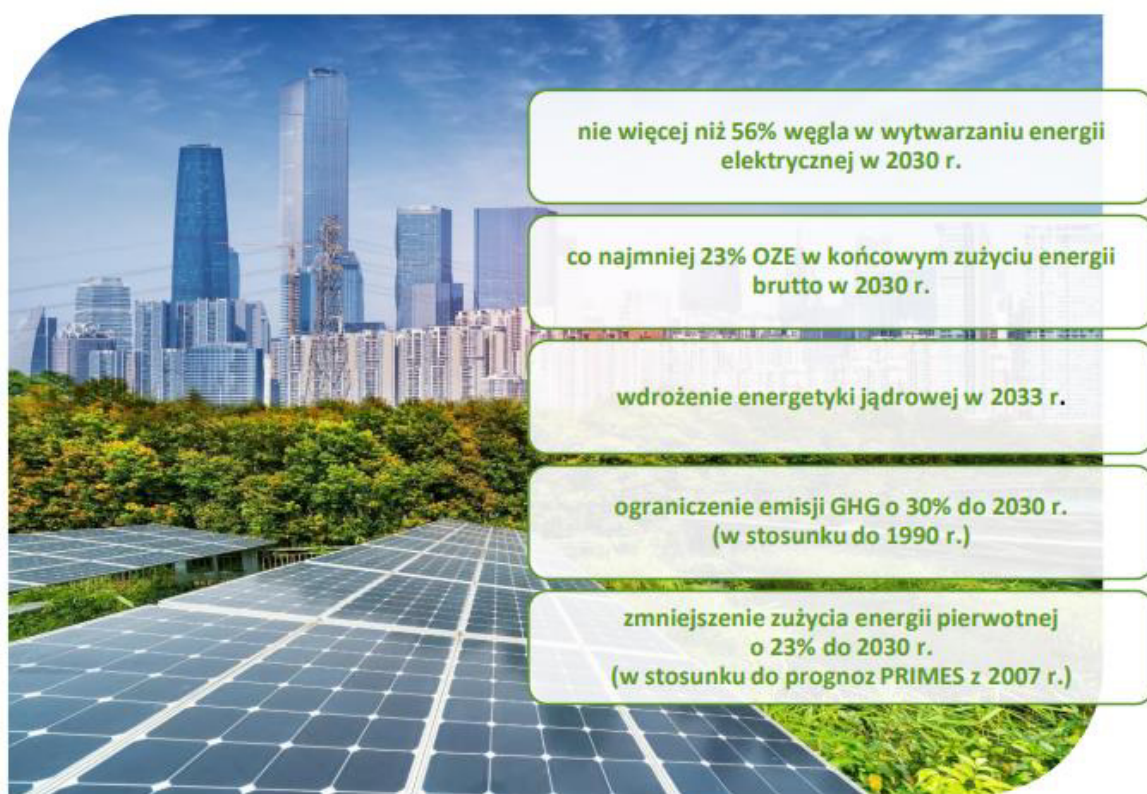 nie więcej niż 56% węgla w wytwarzaniu energii
elektrycznej w 2030 r.
co najmniej 23% OZE w końcowym zużyciu energii
brutto w 2030 r.
wdrożenie energetyki jądrowej w 2033 r.
ograniczenie emisji GHG o 30% do 2030 r.
(w stosunku do 1990 r.)
zmniejszenie zużycia energii pierwotnej
o 23% do 2030 r.
(w stosunku do prognoz PRIMES z 2007 r.)